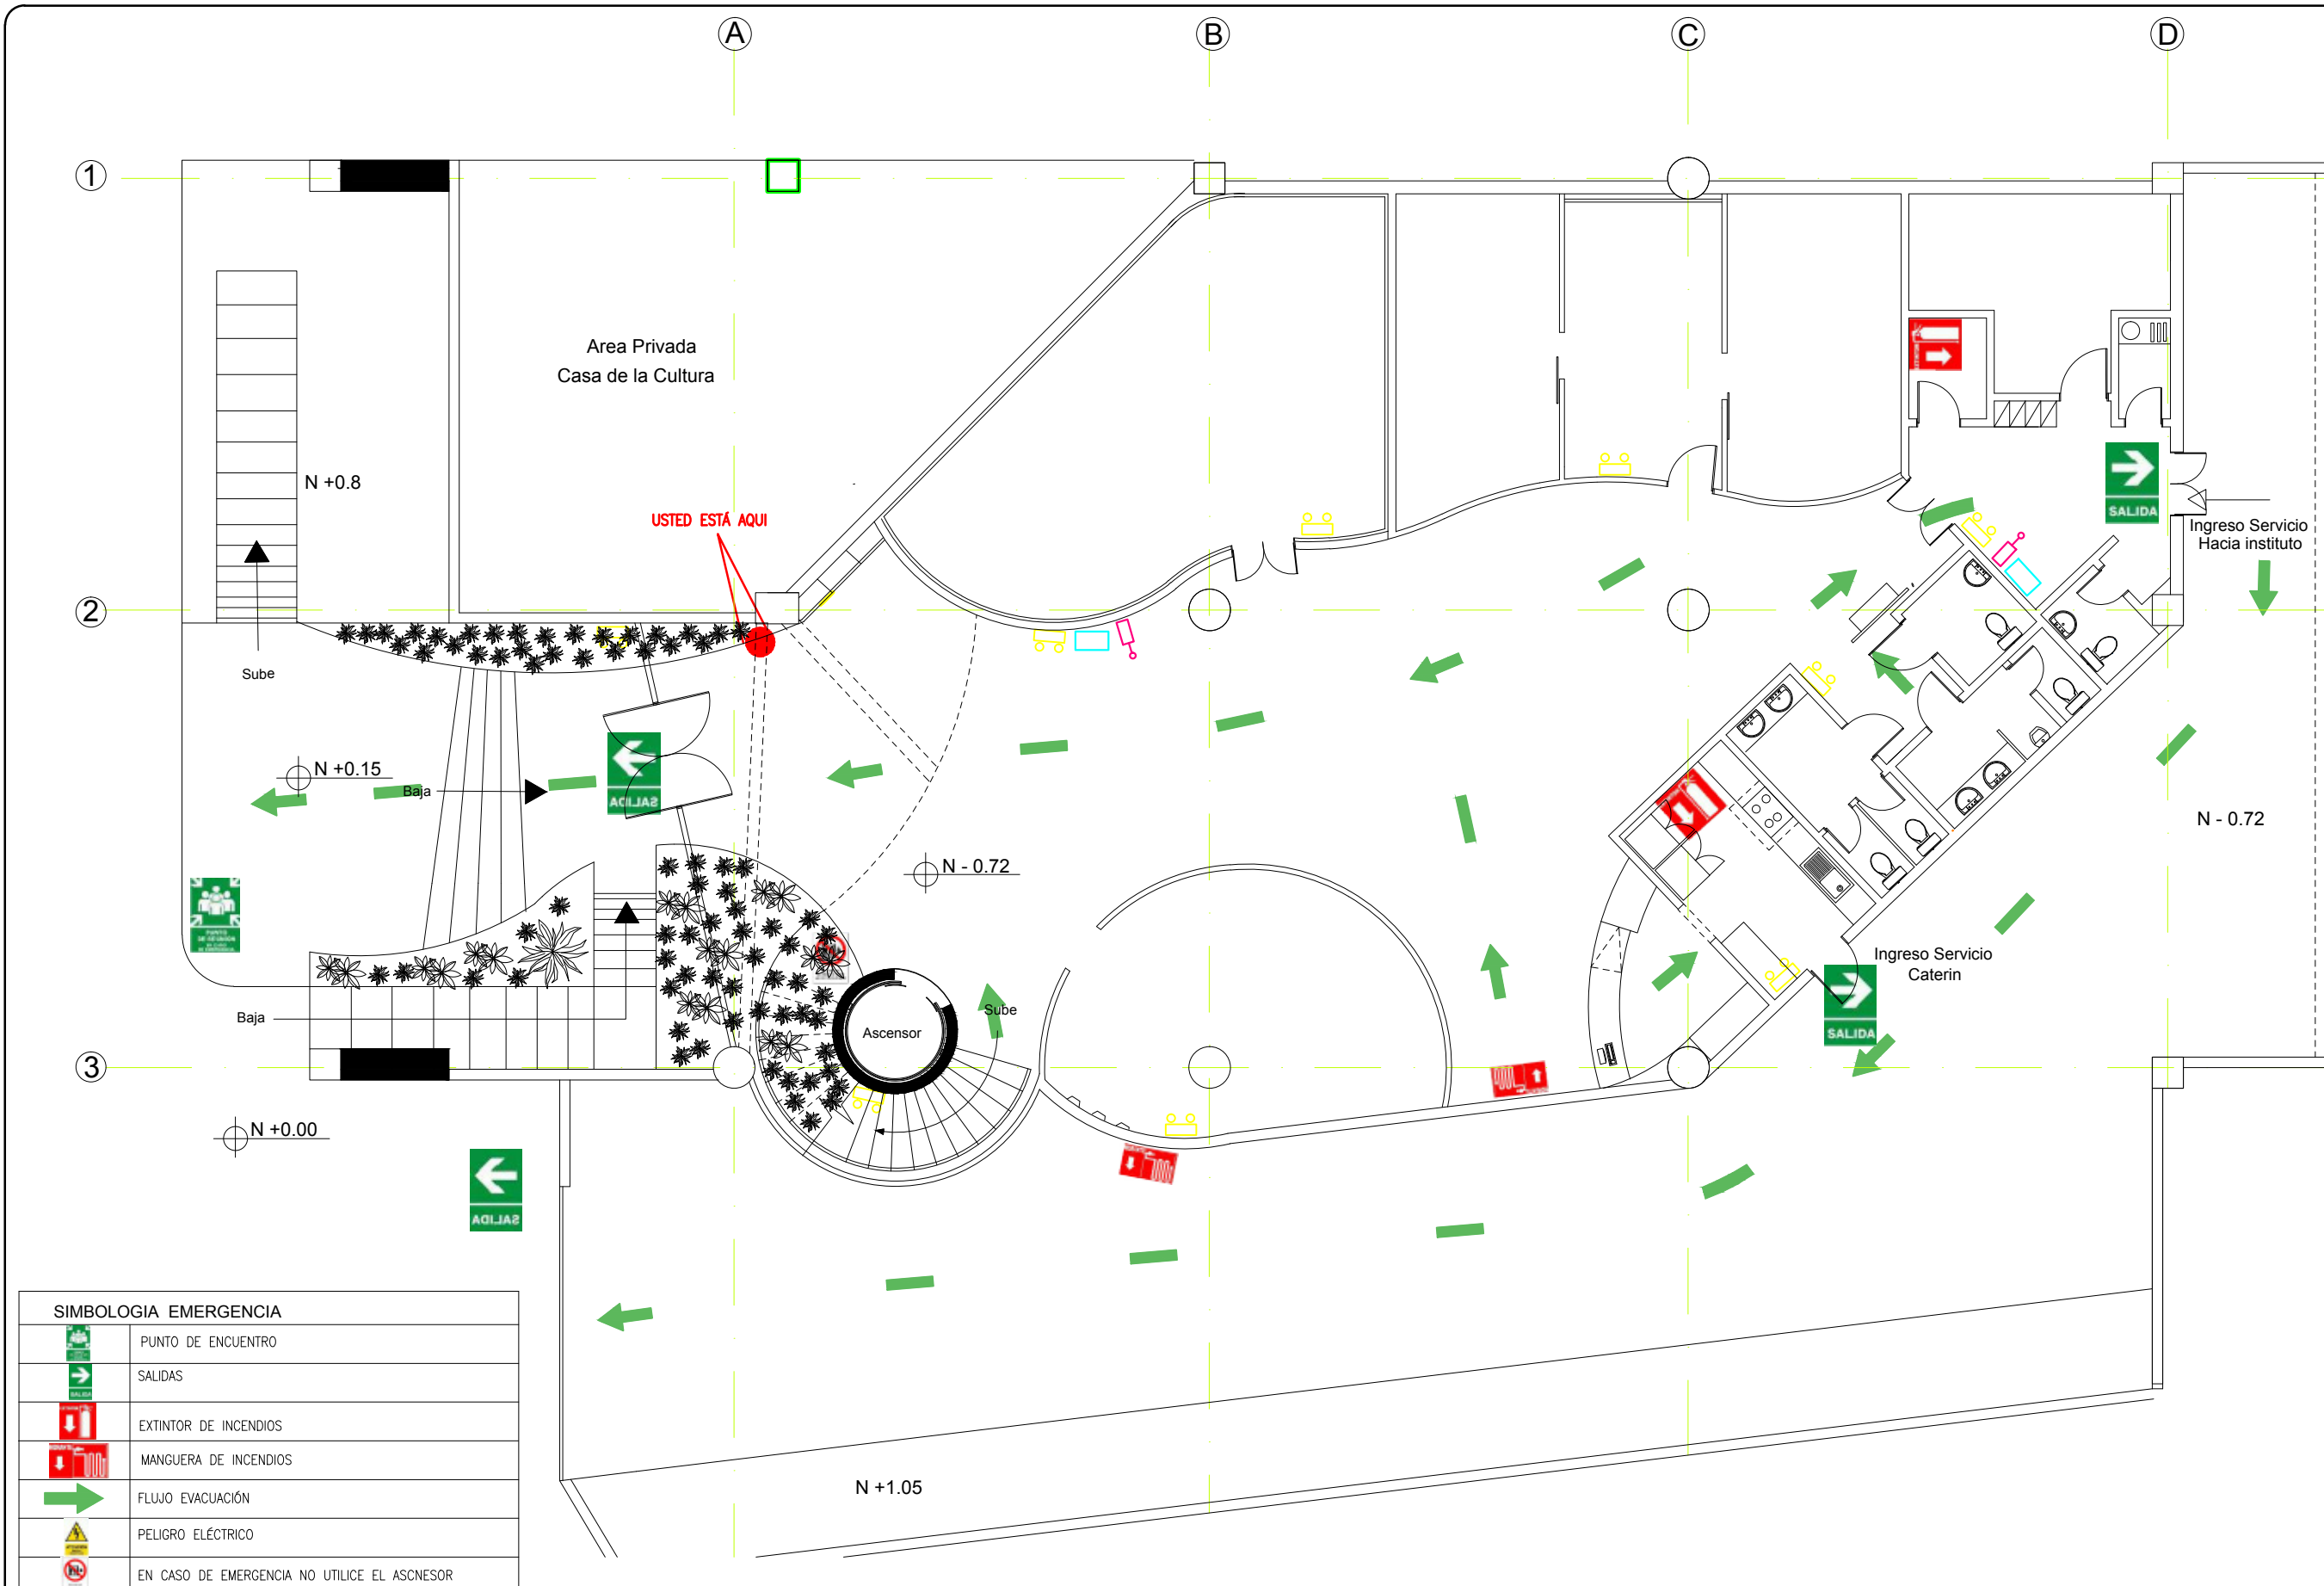 A
B
C
D
1
Area Privada
Casa de la Cultura
N +0.8
USTED ESTÁ AQUI
SALIDA
Ingreso Servicio
Hacia instituto
2
Sube
N +0.15
Baja
SALIDA
N - 0.72
N - 0.72
PUNTO
DE REUNION
Ingreso Servicio
Caterin
Baja
Ascensor
Sube
SALIDA
3
N +0.00
SALIDA
SIMBOLOGIA EMERGENCIA
PUNTO DE ENCUENTRO
SALIDAS
EXTINTOR DE INCENDIOS
MANGUERA DE INCENDIOS
FLUJO EVACUACIÓN
PELIGRO ELÉCTRICO
EN CASO DE EMERGENCIA NO UTILICE EL ASCNESOR
N +1.05